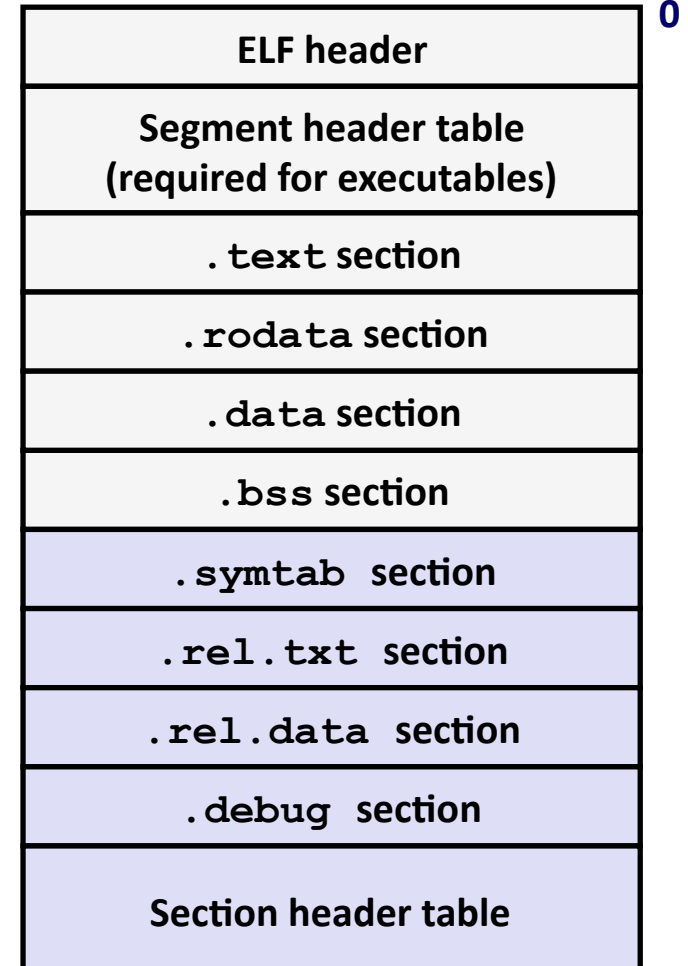 0
ELF header
Segment header table
(required for executables)
.text section
.rodata section
.data section
.bss section
.symtab section
.rel.txt section
.rel.data section
.debug section
Section header table